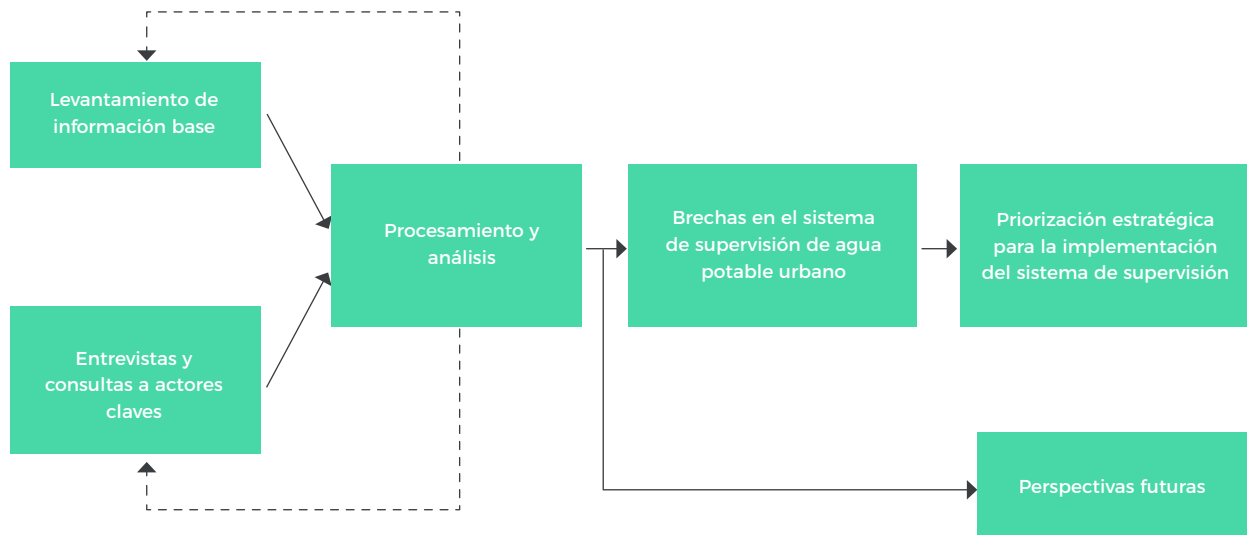 Levantamiento de
información base
Entrevistas y
consultas a actores
claves
Procesamiento y
análisis
Brechas en el sistema
de supervisión de agua
potable urbano
Priorización estratégica
para la implementación
del sistema de supervisión
Perspectivas futuras